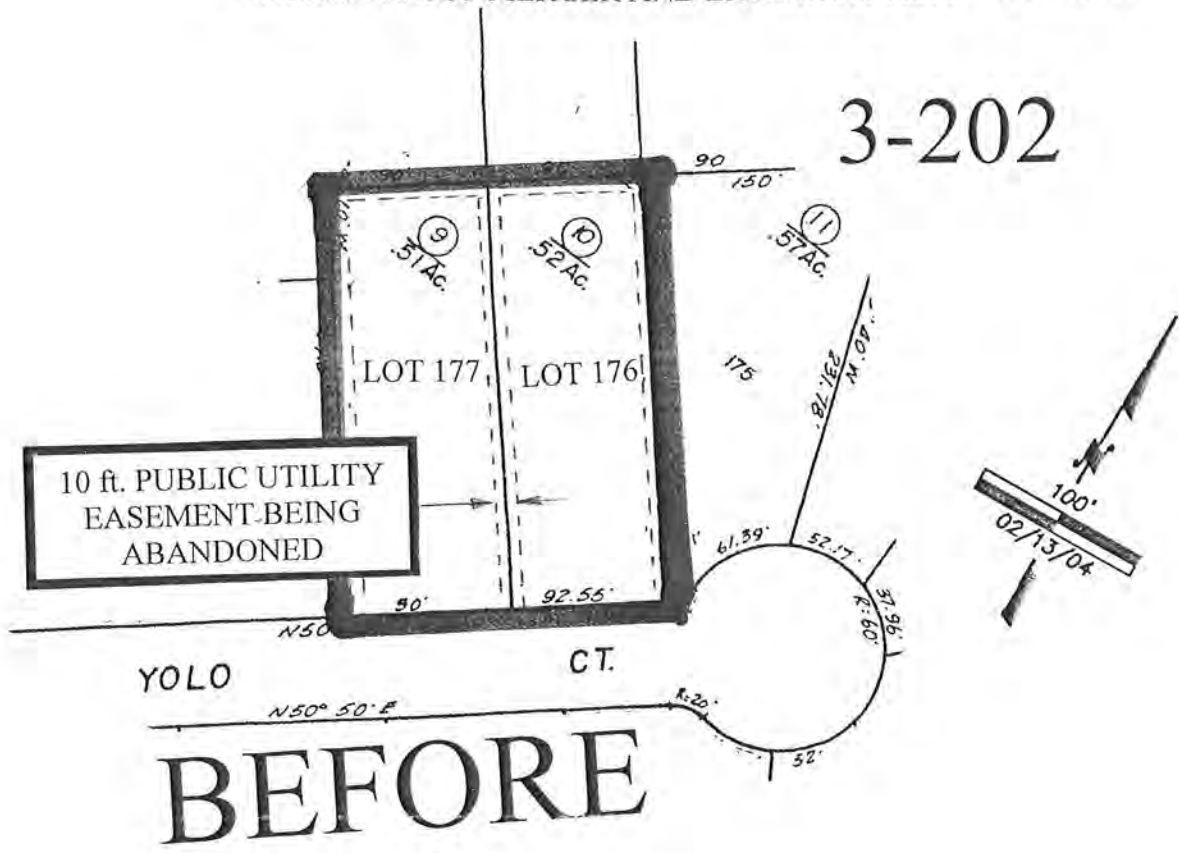 3-202
90'
90
150'
9
.51 Ac.
10
.52 Ac.
11
.57 Ac.
LOT 177
LOT 176
175
231.78'
10 ft. PUBLIC UTILITY
EASEMENT BEING
ABANDONED
100'
02/13/04
61.39'
52.17'
37.96'
R=60'
90'
92.55'
N50
YOLO
CT.
N50° 50' E
R=20'
52'
BEFORE